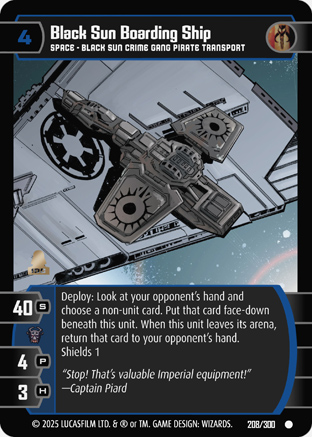 4
Black Sun Boarding Ship
SPACE - BLACK SUN CRIME GANG PIRATE TRANSPORT
40 S
4 P
3 H
Deploy: Look at your opponent's hand and
choose a non-unit card. Put that card face-down
beneath this unit. When this unit leaves its arena,
return that card to your opponent's hand.
Shields 1
"Stop! That's valuable Imperial equipment!"
—Captain Piard
© 2025 LUCASFILM LTD. & ® or TM. GAME DESIGN: WIZARDS.
208/300